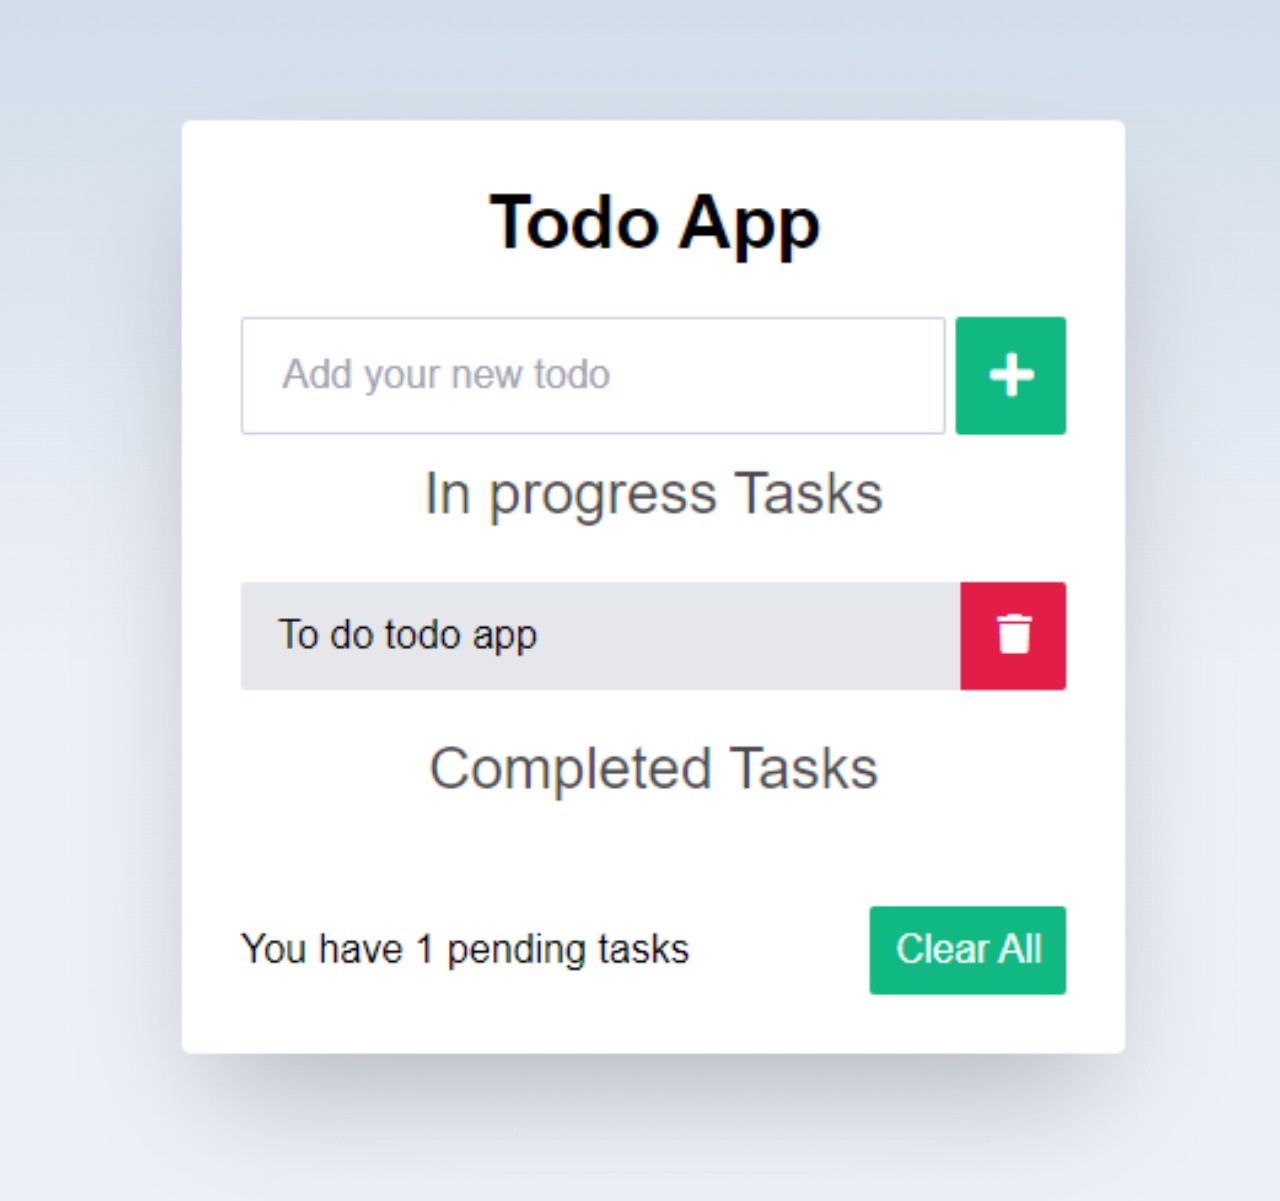 Todo App
Add your new todo
In progress Tasks
To do todo app
Completed Tasks
You have 1 pending tasks
Clear All